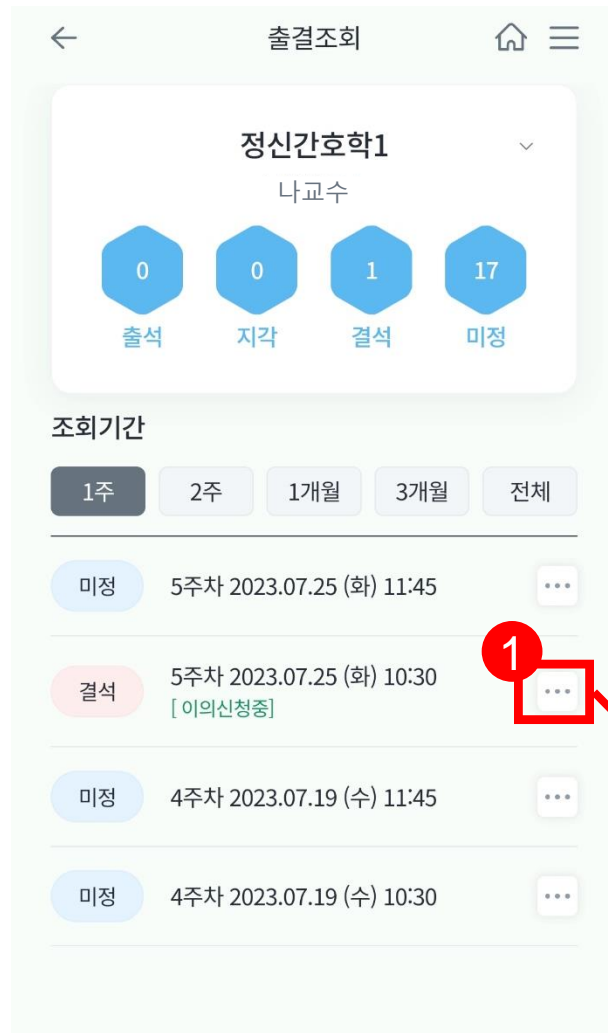 출결조회
정신간호학1
나교수
0 0 1 17
출석 지각 결석 미정
조회기간
1주 2주 1개월 3개월 전체
미정 5주차 2023.07.25 (화) 11:45
1
결석 5주차 2023.07.25 (화) 10:30
[ 이의신청중]
미정 4주차 2023.07.19 (수) 11:45
미정 4주차 2023.07.19 (수) 10:30